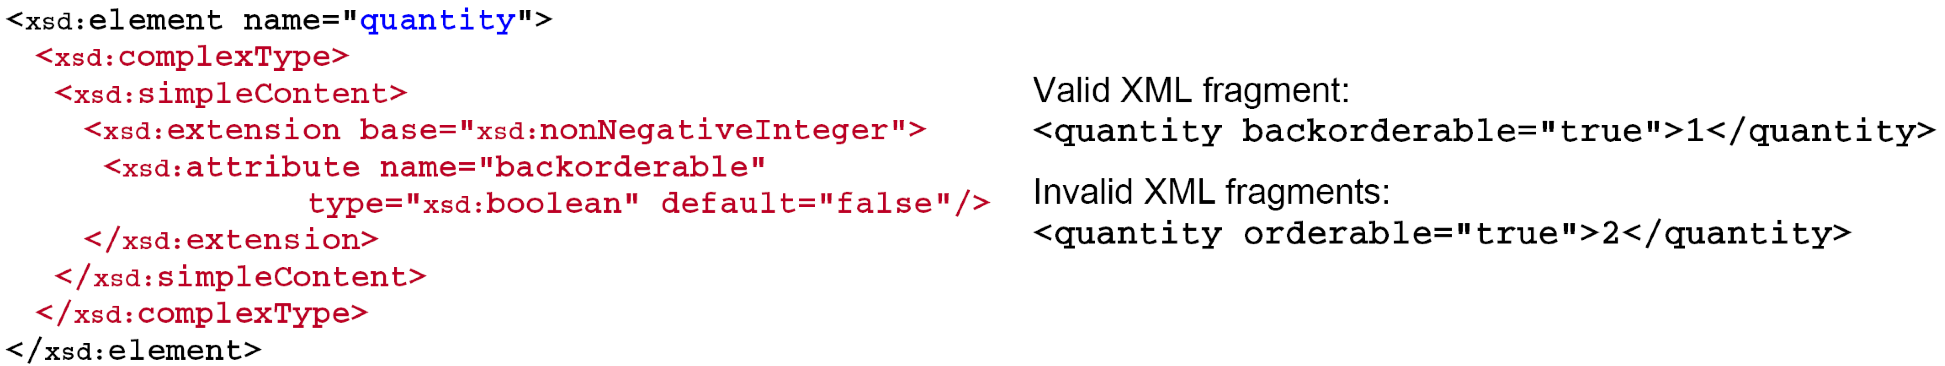 <xsd:element name="quantity">
<xsd:complexType>
<xsd:simpleContent>
<xsd:extension base="xsd:nonNegativeInteger">
<xsd:attribute name="backorderable"
type="xsd:boolean" default="false"/>
</xsd:extension>
</xsd:simpleContent>
</xsd:complexType>
</xsd:element>
Valid XML fragment:
<quantity backorderable="true">1</quantity>
Invalid XML fragments:
<quantity orderable="true">2</quantity>